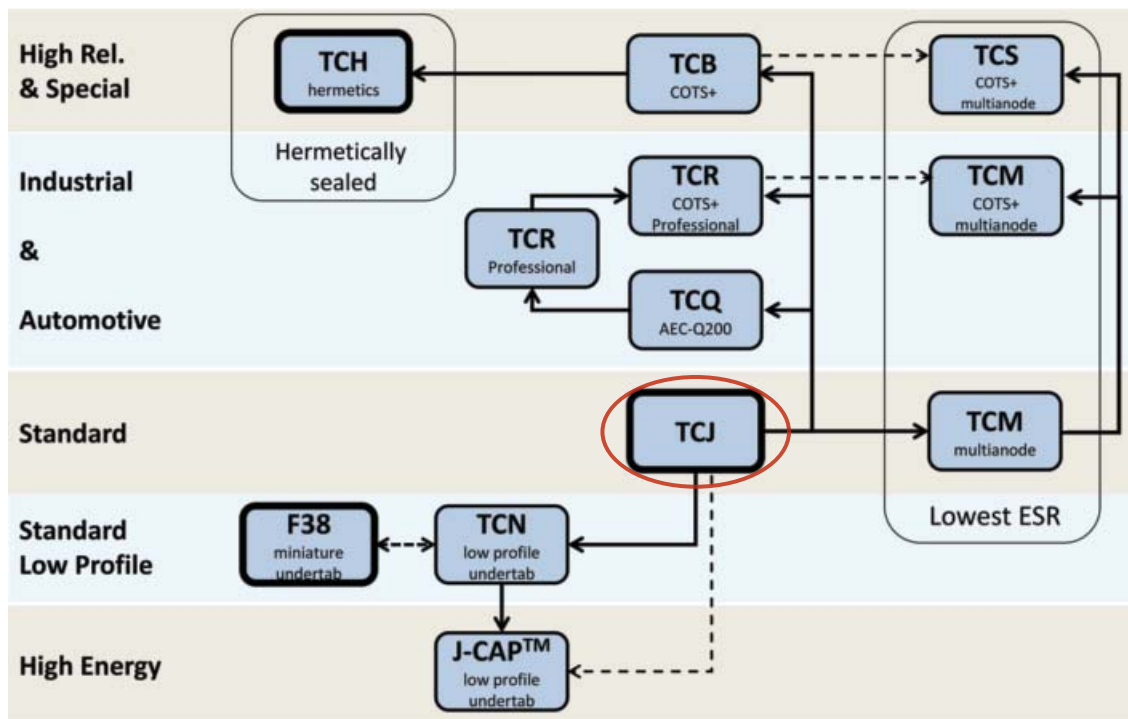 High Rel.
& Special
TCH
hermetics
Hermetically
sealed
TCB
COTS+
TCS
COTS+
multianode
Industrial
&
Automotive
TCR
COTS+
Professional
TCM
COTS+
multianode
TCR
Professional
TCQ
AEC-Q200
Standard
TCJ
TCM
multianode
Lowest ESR
Standard
Low Profile
F38
miniature
undertab
TCN
low profile
undertab
High Energy
J-CAP™
low profile
undertab